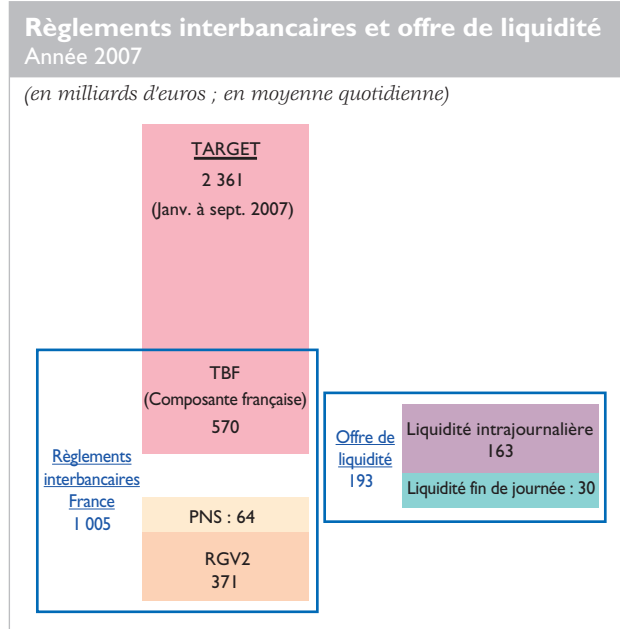 Règlements interbancaires et offre de liquidité
Année 2007
(en milliards d'euros ; en moyenne quotidienne)
TARGET
2 361
(Janv. à sept. 2007)
TBF
(Composante française)
570
Règlements
interbancaires
France
1 005
PNS : 64
RGV2
371
Offre de
liquidité
193
Liquidité intrajournalière
163
Liquidité fin de journée : 30